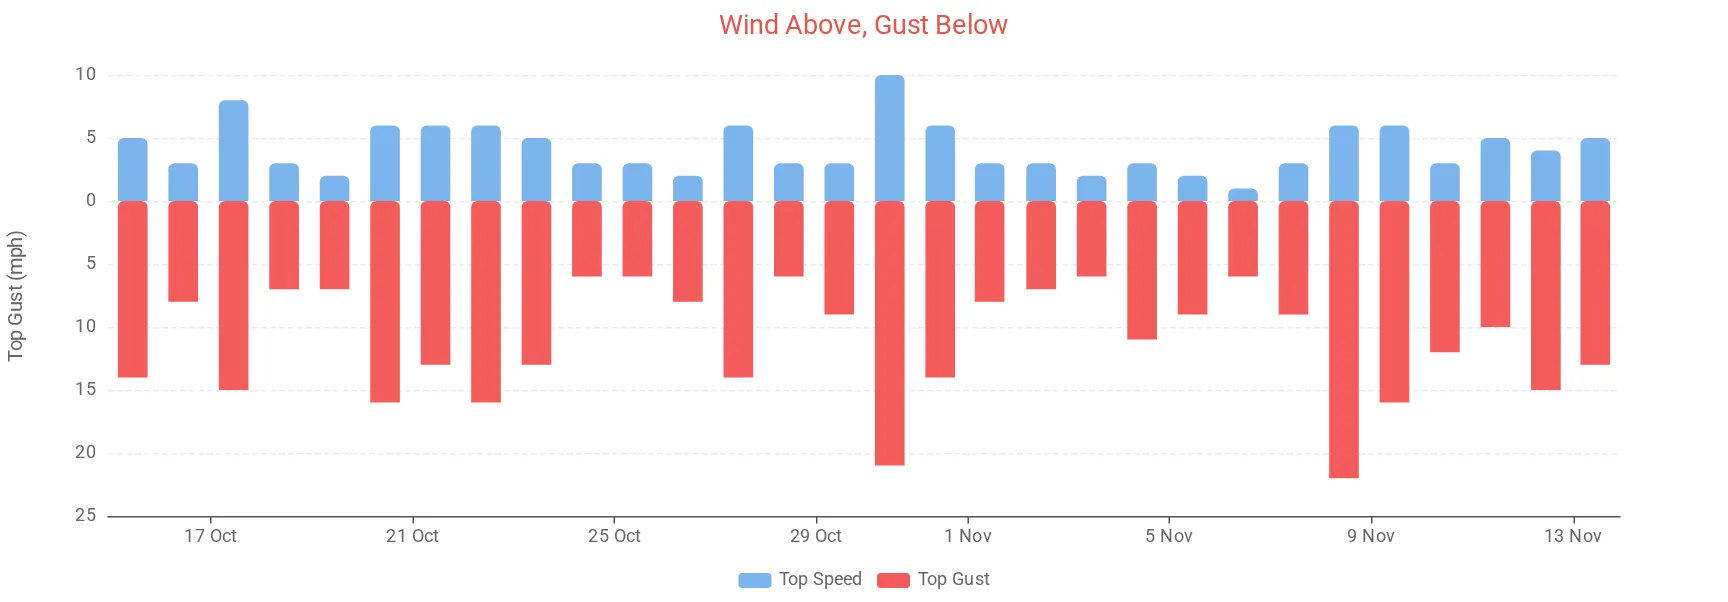 Wind Above, Gust Below
10
5
0
5
10
15
20
25
Top Gust (mph)
17 Oct 21 Oct 25 Oct 29 Oct 1 Nov 5 Nov 9 Nov 13 Nov
Top Speed Top Gust